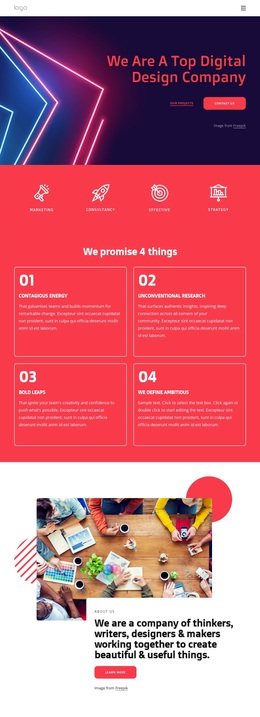 logo
We Are A Top Digital
Design Company
OUR PROJECTS
CONTACT US
Image from Freepik
MARKETING
CONSULTANCY
EFFECTIVE
STRATEGY
We promise 4 things
01
CONTAGIOUS ENERGY
That galvanizes teams and builds momentum for
remarkable change. Excepteur sint occaecat cupidatat
non proident, sunt in culpa qui officia deserunt mollit
anim id est laborum.
02
UNCONVENTIONAL RESEARCH
That surfaces authentic insights, inspiring deep
connection across all corners of your
community. Excepteur sint occaecat cupidatat non
proident, sunt in culpa qui officia deserunt mollit anim
id est laborum.
03
BOLD LEAPS
That ignite your team's creativity and confidence to
push what's possible. Excepteur sint occaecat
cupidatat non proident, sunt in culpa qui officia
deserunt mollit anim id est laborum.
04
WE DEFINE AMBITIOUS
Sample text. Click to select the text box. Click again or
double click to start editing the text. Excepteur sint
occaecat cupidatat non proident, sunt in culpa qui
officia deserunt mollit anim id est laborum.
ABOUT US
We are a company of thinkers,
writers, designers & makers
working together to create
beautiful & useful things.
LEARN MORE
Image from Freepik